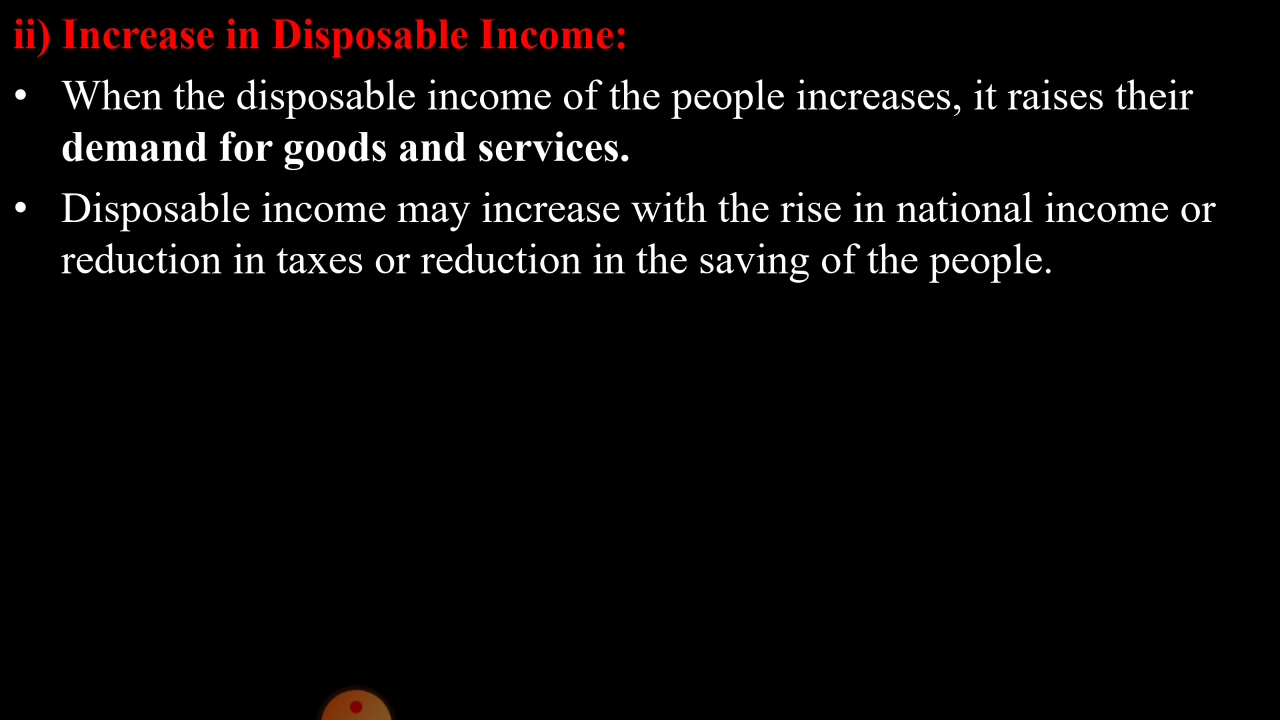 ii) Increase in Disposable Income:
• When the disposable income of the people increases, it raises their
demand for goods and services.
• Disposable income may increase with the rise in national income or
reduction in taxes or reduction in the saving of the people.